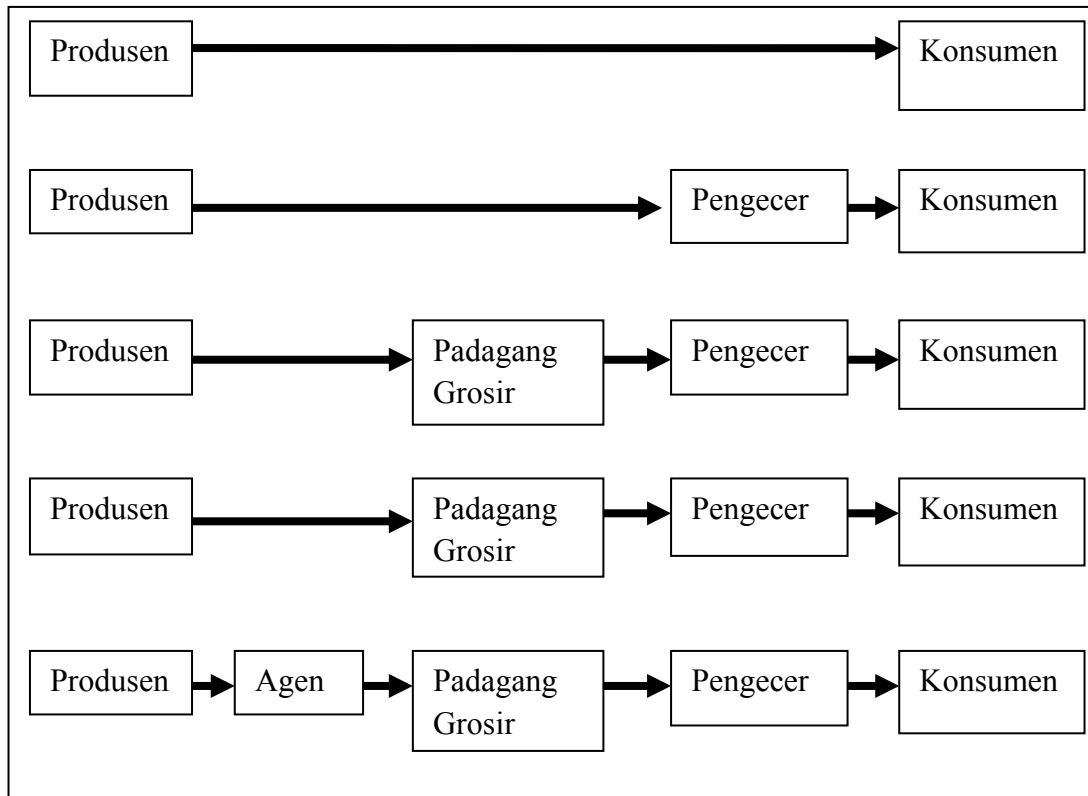 Produsen
Konsumen
Produsen
Pengecer
Konsumen
Produsen
Padagang
Grosir
Pengecer
Konsumen
Produsen
Padagang
Grosir
Pengecer
Konsumen
Produsen
Agen
Padagang
Grosir
Pengecer
Konsumen